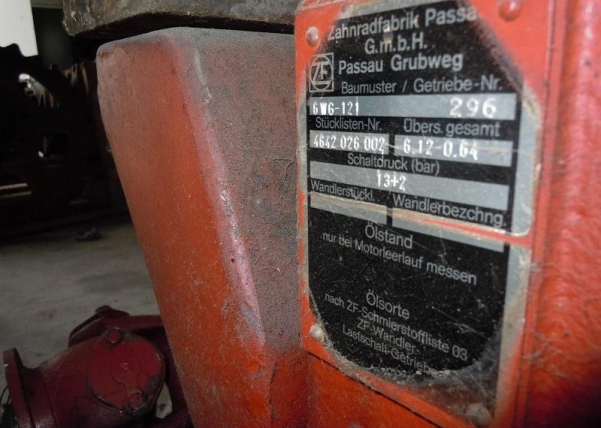 Zahnradfabrik Passa
G.m.b.H.
ZF Passau Grubweg
Baumuster / Getriebe-Nr.
6WG-121 296
Stücklisten-Nr. Übers. gesamt
4642 026 002 6,12-0,64
Schaltdruck (bar)
13+2
Wandlerstückl. Wandlerbezchng.
Ölstand
nur bei Motorleerlauf messen
Ölsorte
nach ZF-Schmierstoffliste 03
ZF-Wandler-
Lastschalt-Getriebe